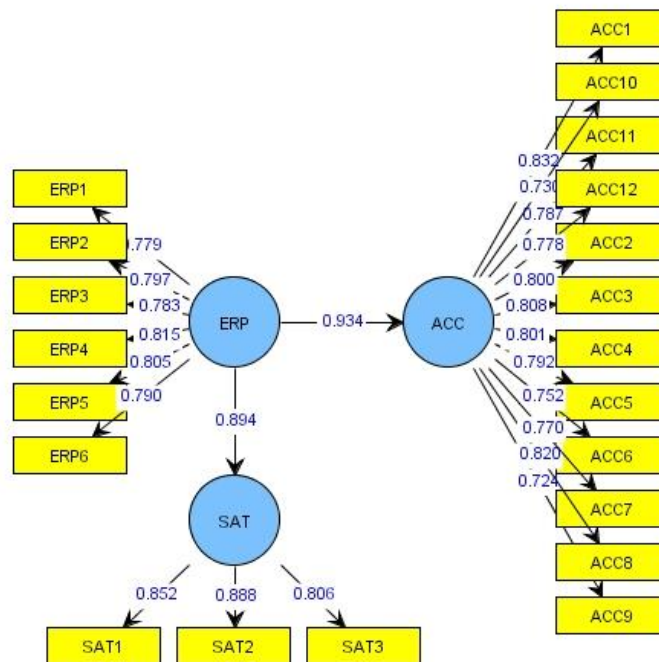 ACC1
ACC10
ACC11
ACC12
ACC2
ACC3
ACC4
ACC5
ACC6
ACC7
ACC8
ACC9
0.832
0.730
0.787
0.778
0.800
0.808
0.801
0.792
0.752
0.770
0.820
0.724
ERP1
ERP2
ERP3
ERP4
ERP5
ERP6
0.779
0.797
0.783
0.815
0.805
0.790
ERP
0.934
ACC
0.894
SAT
0.852
0.888
0.806
SAT1
SAT2
SAT3